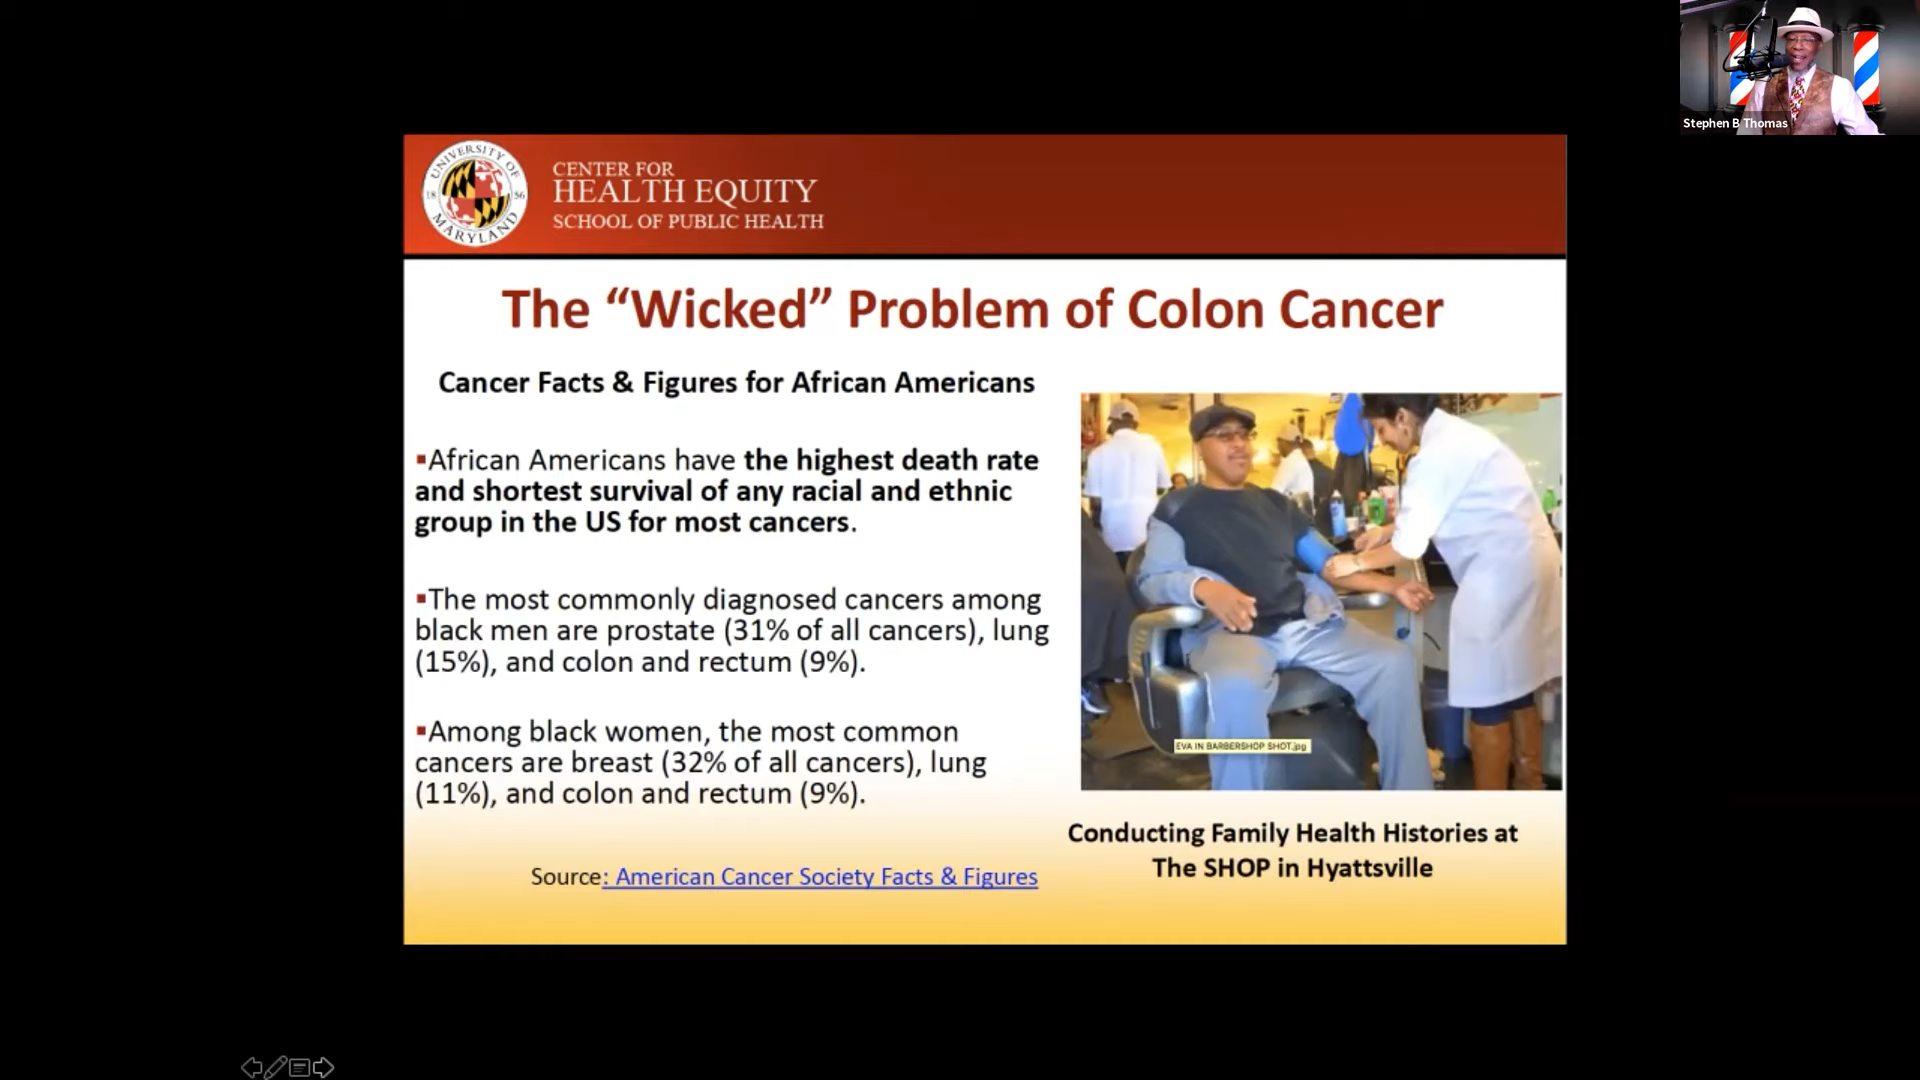 Stephen B Thomas
UNIVERSITY OF
18 56
MARYLAND
CENTER FOR
HEALTH EQUITY
SCHOOL OF PUBLIC HEALTH
The “Wicked” Problem of Colon Cancer
Cancer Facts & Figures for African Americans
▪African Americans have the highest death rate
and shortest survival of any racial and ethnic
group in the US for most cancers.
▪The most commonly diagnosed cancers among
black men are prostate (31% of all cancers), lung
(15%), and colon and rectum (9%).
▪Among black women, the most common
cancers are breast (32% of all cancers), lung
(11%), and colon and rectum (9%).
Source: American Cancer Society Facts & Figures
EVA IN BARBERSHOP SHOT.jpg
Conducting Family Health Histories at
The SHOP in Hyattsville